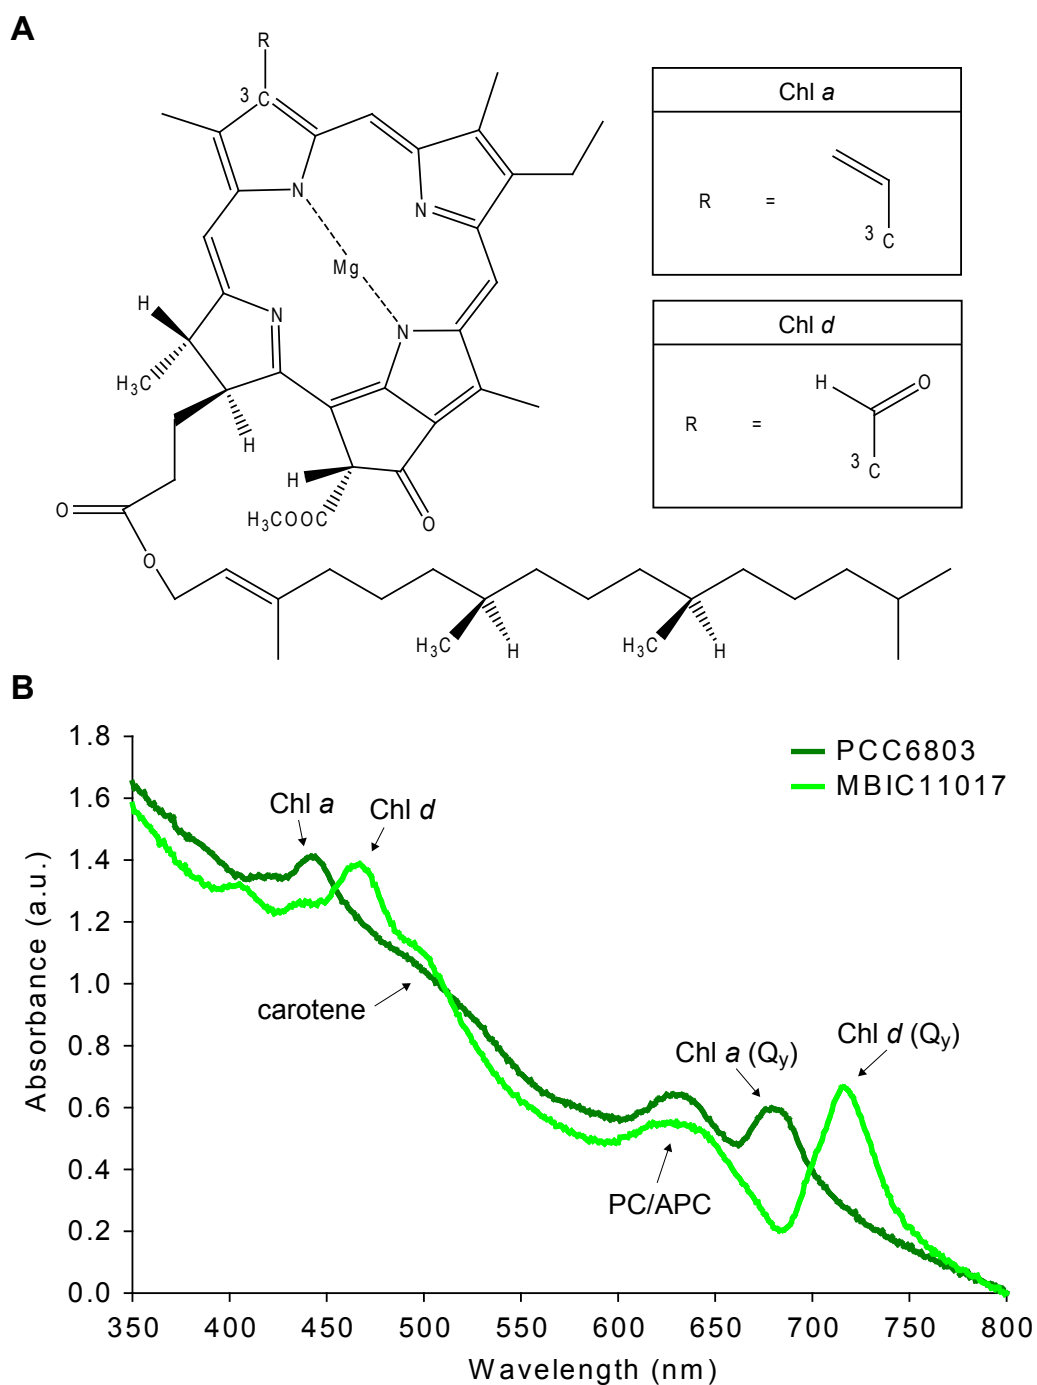 A
R
3 C
N
N
Mg
N
N
H
H₃C
H
H
H₃COOC
O
O
O
H₃C
H
H₃C
H
Chl a
R =
3 C
Chl d
H
O
R =
3 C
B
1.8
1.6
1.4
1.2
1.0
0.8
0.6
0.4
0.2
0.0
Absorbance (a.u.)
PCC6803
MBIC11017
Chl a
Chl d
carotene
Chl a (Qy)
Chl d (Qy)
PC/APC
350 400 450 500 550 600 650 700 750 800
Wavelength (nm)